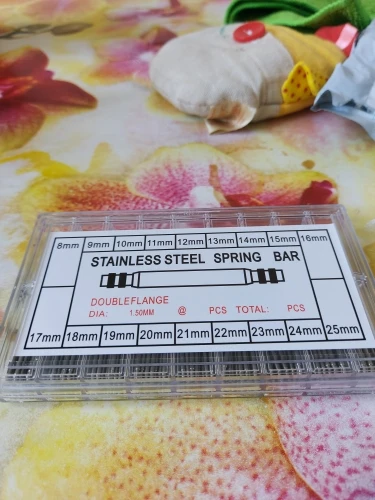 8mm 9mm 10mm 11mm 12mm 13mm 14mm 15mm 16mm
STAINLESS STEEL SPRING BAR
DOUBLEFLANGE
DIA: 1.50MM @ PCS TOTAL: PCS
17mm 18mm 19mm 20mm 21mm 22mm 23mm 24mm 25mm